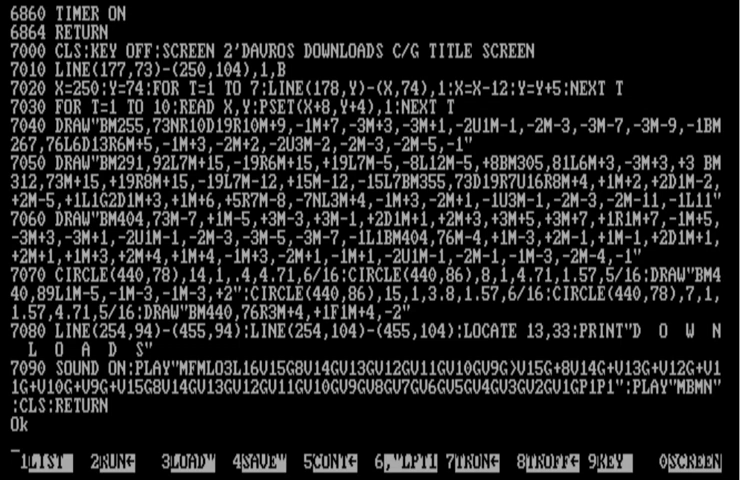 6860 TIMER ON
6864 RETURN
7000 CLS:KEY OFF:SCREEN 2'DAVROS DOWNLOADS C/G TITLE SCREEN
7010 LINE(177,73)-(250,104),1,B
7020 X=250:Y=74:FOR T=1 TO 7:LINE(178,Y)-(X,74),1:X=X-12:Y=Y+5:NEXT T
7030 FOR T=1 TO 10:READ X,Y:PSET(X+8,Y+4),1:NEXT T
7040 DRAW"BM255,73NR10D19R10M+9,-1M+7,-3M+3,-3M+3,-3M+1,-2U1M-1,-2M-3,-3M-7,-3M-9,-1BM
267,76L6D13R6M+5,-1M+3,-2M+2,-2U3M-2,-2M-3,-2M-5,-1"
7050 DRAW"BM291,92L7M+15,-19R6M+15,+19L7M-5,-8L12M-5,+8BM305,81L6M+3,-3M+3,+3 BM
312,73M+15,+19R8M+15,-19L7M-12,+15M-12,-15L7BM355,73D19R7U16R8M+4,+1M+2,+2D1M-2,
+2M-5,+1L1G2D1M+3,+1M+6,+5R7M-8,-7NL3M+4,-1M+3,-2M+1,-1U3M-1,-2M-3,-2M-11,-1L11"
7060 DRAW"BM404,73M-7,+1M-5,+3M-3,+3M-1,+2D1M+1,+2M+3,+3M+5,+3M+7,+1R1M+7,-1M+5,
-3M+3,-3M+1,-2U1M-1,-2M-3,-3M-5,-3M-7,-1L1BM404,76M-4,+1M-3,+2M-1,+1M-1,+2D1M+1,
+2M+1,+1M+3,+2M+4,+1M+4,-1M+3,-2M+1,-1M+1,-2U1M-1,-2M-1,-1M-3,-2M-4,-1"
7070 CIRCLE(440,78),14,1,.4,4.71,6/16:CIRCLE(440,86),8,1,4.71,1.57,5/16:DRAW"BM4
40,89L1M-5,-1M-3,-1M-3,+2":CIRCLE(440,86),15,1,3.8,1.57,6/16:CIRCLE(440,78),7,1,
1.57,4.71,5/16:DRAW"BM440,76R3M+4,+1F1M+4,-2"
7080 LINE(254,94)-(455,94):LINE(254,104)-(455,104):LOCATE 13,33:PRINT"D  O  W  N
  L  O  A  D  S"
7090 SOUND ON:PLAY"MFMLO3L16V15G8V14GV13GV12GV11GV10GV9G>V15G+8V14G+V13G+V12G+V1
1G+V10G+V9G+V15G8V14GV13GV12GV11GV10GV9GV8GV7GV6GV5GV4GV3GV2GV1GP1P1":PLAY"MBMN"
:CLS:RETURN
Ok
1LIST 2RUN← 3LOAD" 4SAVE" 5CONT← 6,"LPT1 7TRON← 8TROFF← 9KEY 0SCREEN